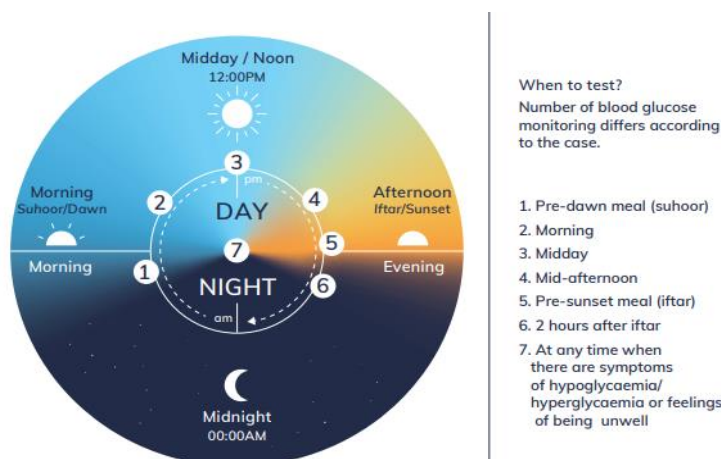 Midday / Noon
12:00PM
3
pm
2
4
Morning
Suhoor/Dawn
DAY
Afternoon
Iftar/Sunset
5
7
Morning
Evening
1
NIGHT
6
am
Midnight
00:00AM
When to test?
Number of blood glucose
monitoring differs according
to the case.
1. Pre-dawn meal (suhoor)
2. Morning
3. Midday
4. Mid-afternoon
5. Pre-sunset meal (iftar)
6. 2 hours after iftar
7. At any time when
there are symptoms
of hypoglycaemia/
hyperglycaemia or feelings
of being unwell